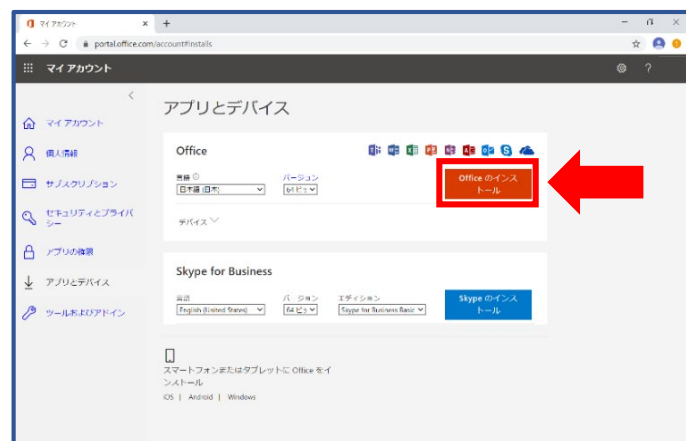 マイ アカウント
portal.office.com/account#installs
マイ アカウント
アプリとデバイス
マイ アカウント
個人情報
サブスクリプション
セキュリティとプライバ
シー
アプリの権限
アプリとデバイス
ツールおよびアドイン
Office
言語
バージョン
日本語 (日本)
64 ビッ
Office のインス
トール
デバイス
Skype for Business
言語
バージョン
エディション
English (United States)
64 ビッ
Skype for Business Basic
Skype のインス
トール
スマートフォンまたはタブレットに Office をイ
ンストール
iOS | Android | Windows